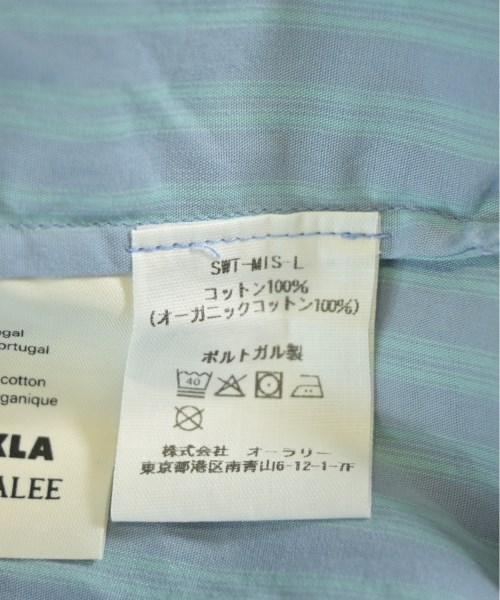 SWT-MIS-L
コットン100%
(オーガニックコットン100%)
ポルトガル製
40
株式会社 オーラリー
東京都港区南青山6-12-1-7F
egal
ortugal
cotton
rganique
KLA
ALEE